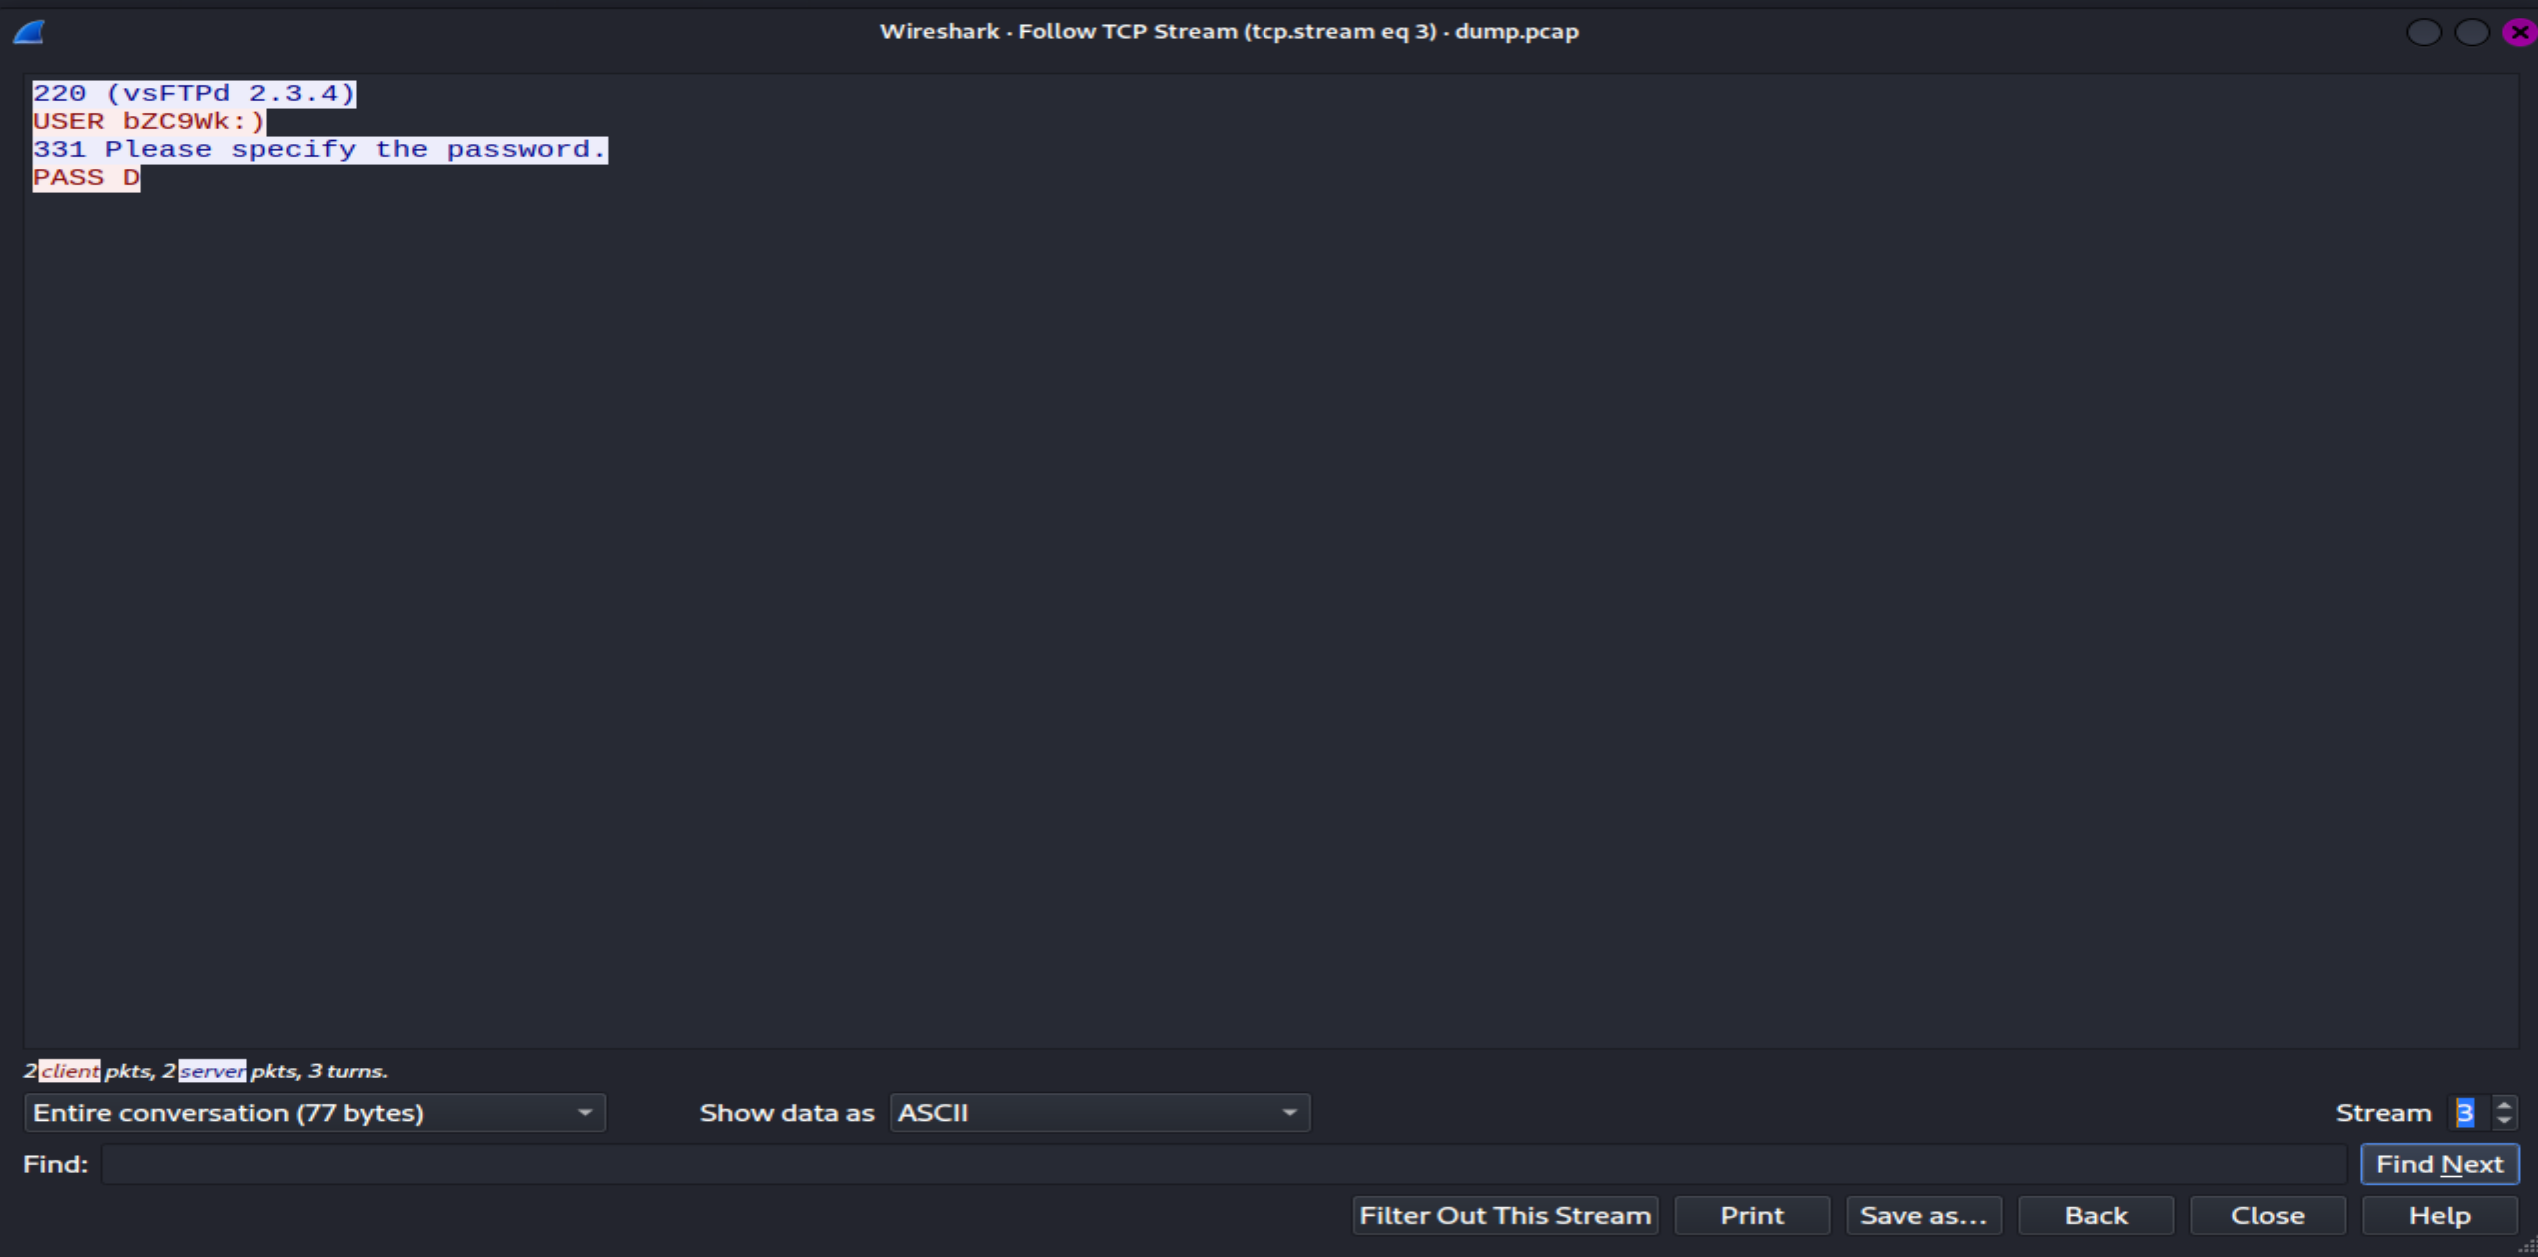 Wireshark · Follow TCP Stream (tcp.stream eq 3) · dump.pcap
220 (vsFTPd 2.3.4)
USER bZC9Wk:)
331 Please specify the password.
PASS D
2 client pkts, 2 server pkts, 3 turns.
Entire conversation (77 bytes) Show data as ASCII Stream 3
Find: Find Next
Filter Out This Stream Print Save as... Back Close Help